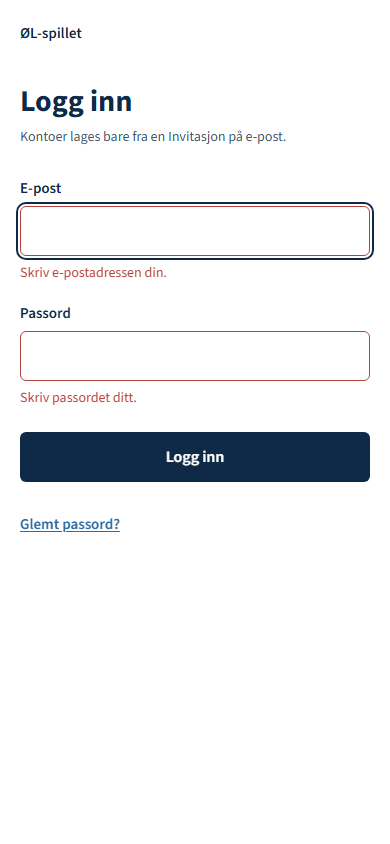 ØL-spillet
Logg inn
Kontoer lages bare fra en Invitasjon på e-post.
E-post
Skriv e-postadressen din.
Passord
Skriv passordet ditt.
Logg inn
Glemt passord?